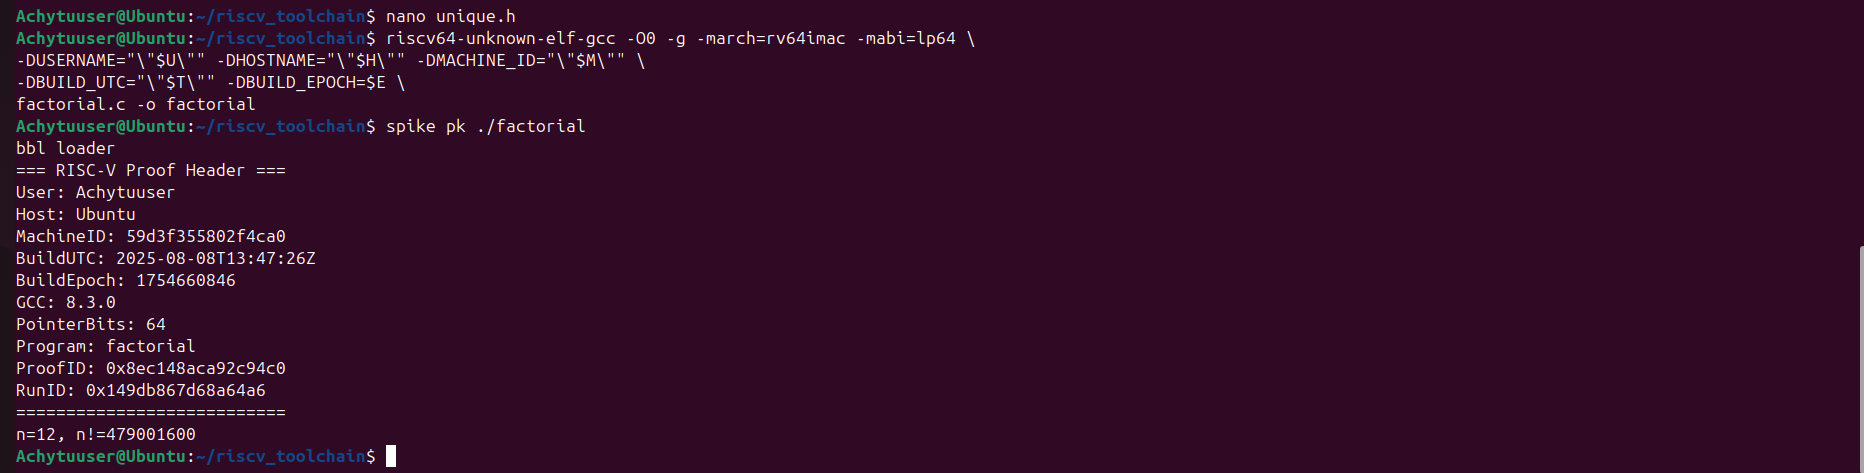 Achytuuser@Ubuntu:~/riscv_toolchain$ nano unique.h
Achytuuser@Ubuntu:~/riscv_toolchain$ riscv64-unknown-elf-gcc -O0 -g -march=rv64imac -mabi=lp64 \
-DUSERNAME="\"$U\"" -DHOSTNAME="\"$H\"" -DMACHINE_ID="\"$M\"" \
-DBUILD_UTC="\"$T\"" -DBUILD_EPOCH=$E \
factorial.c -o factorial
Achytuuser@Ubuntu:~/riscv_toolchain$ spike pk ./factorial
bbl loader
=== RISC-V Proof Header ===
User: Achytuuser
Host: Ubuntu
MachineID: 59d3f355802f4ca0
BuildUTC: 2025-08-08T13:47:26Z
BuildEpoch: 1754660846
GCC: 8.3.0
PointerBits: 64
Program: factorial
ProofID: 0x8ec148aca92c94c0
RunID: 0x149db867d68a64a6
===========================
n=12, n!=479001600
Achytuuser@Ubuntu:~/riscv_toolchain$